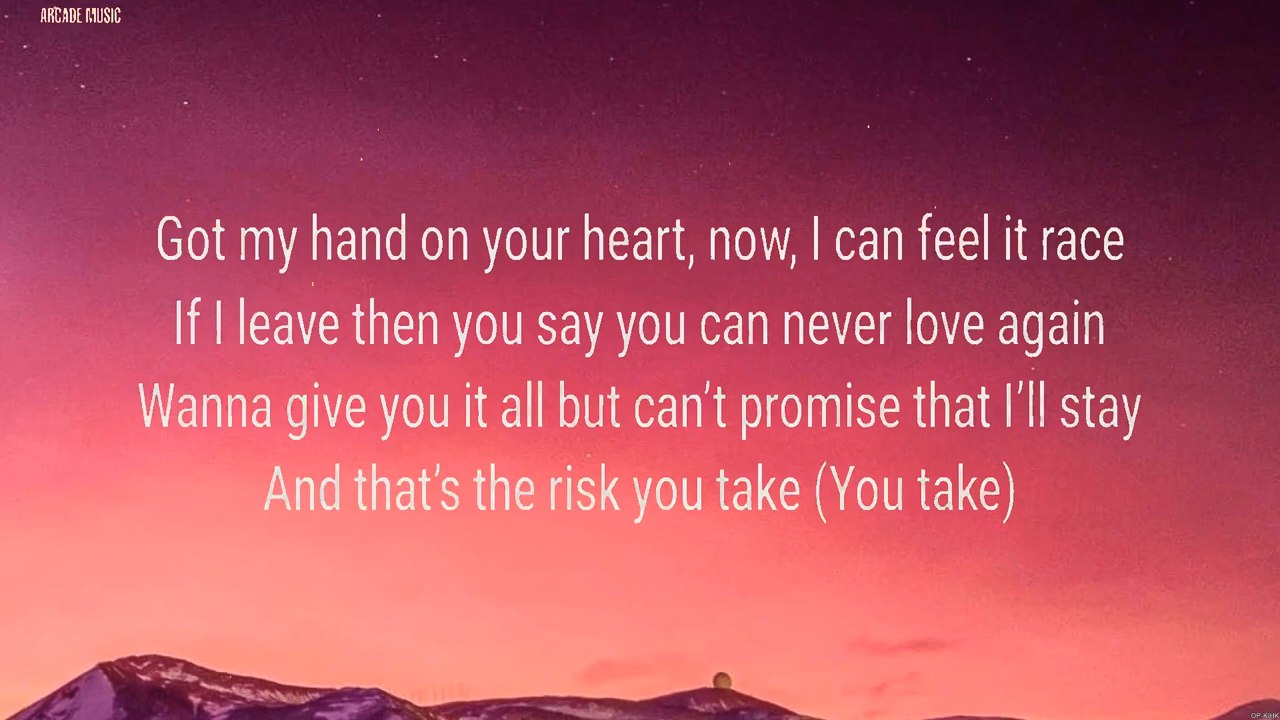 ARCADE MUSIC
Got my hand on your heart, now, I can feel it race
If I leave then you say you can never love again
Wanna give you it all but can't promise that I'll stay
And that's the risk you take (You take)